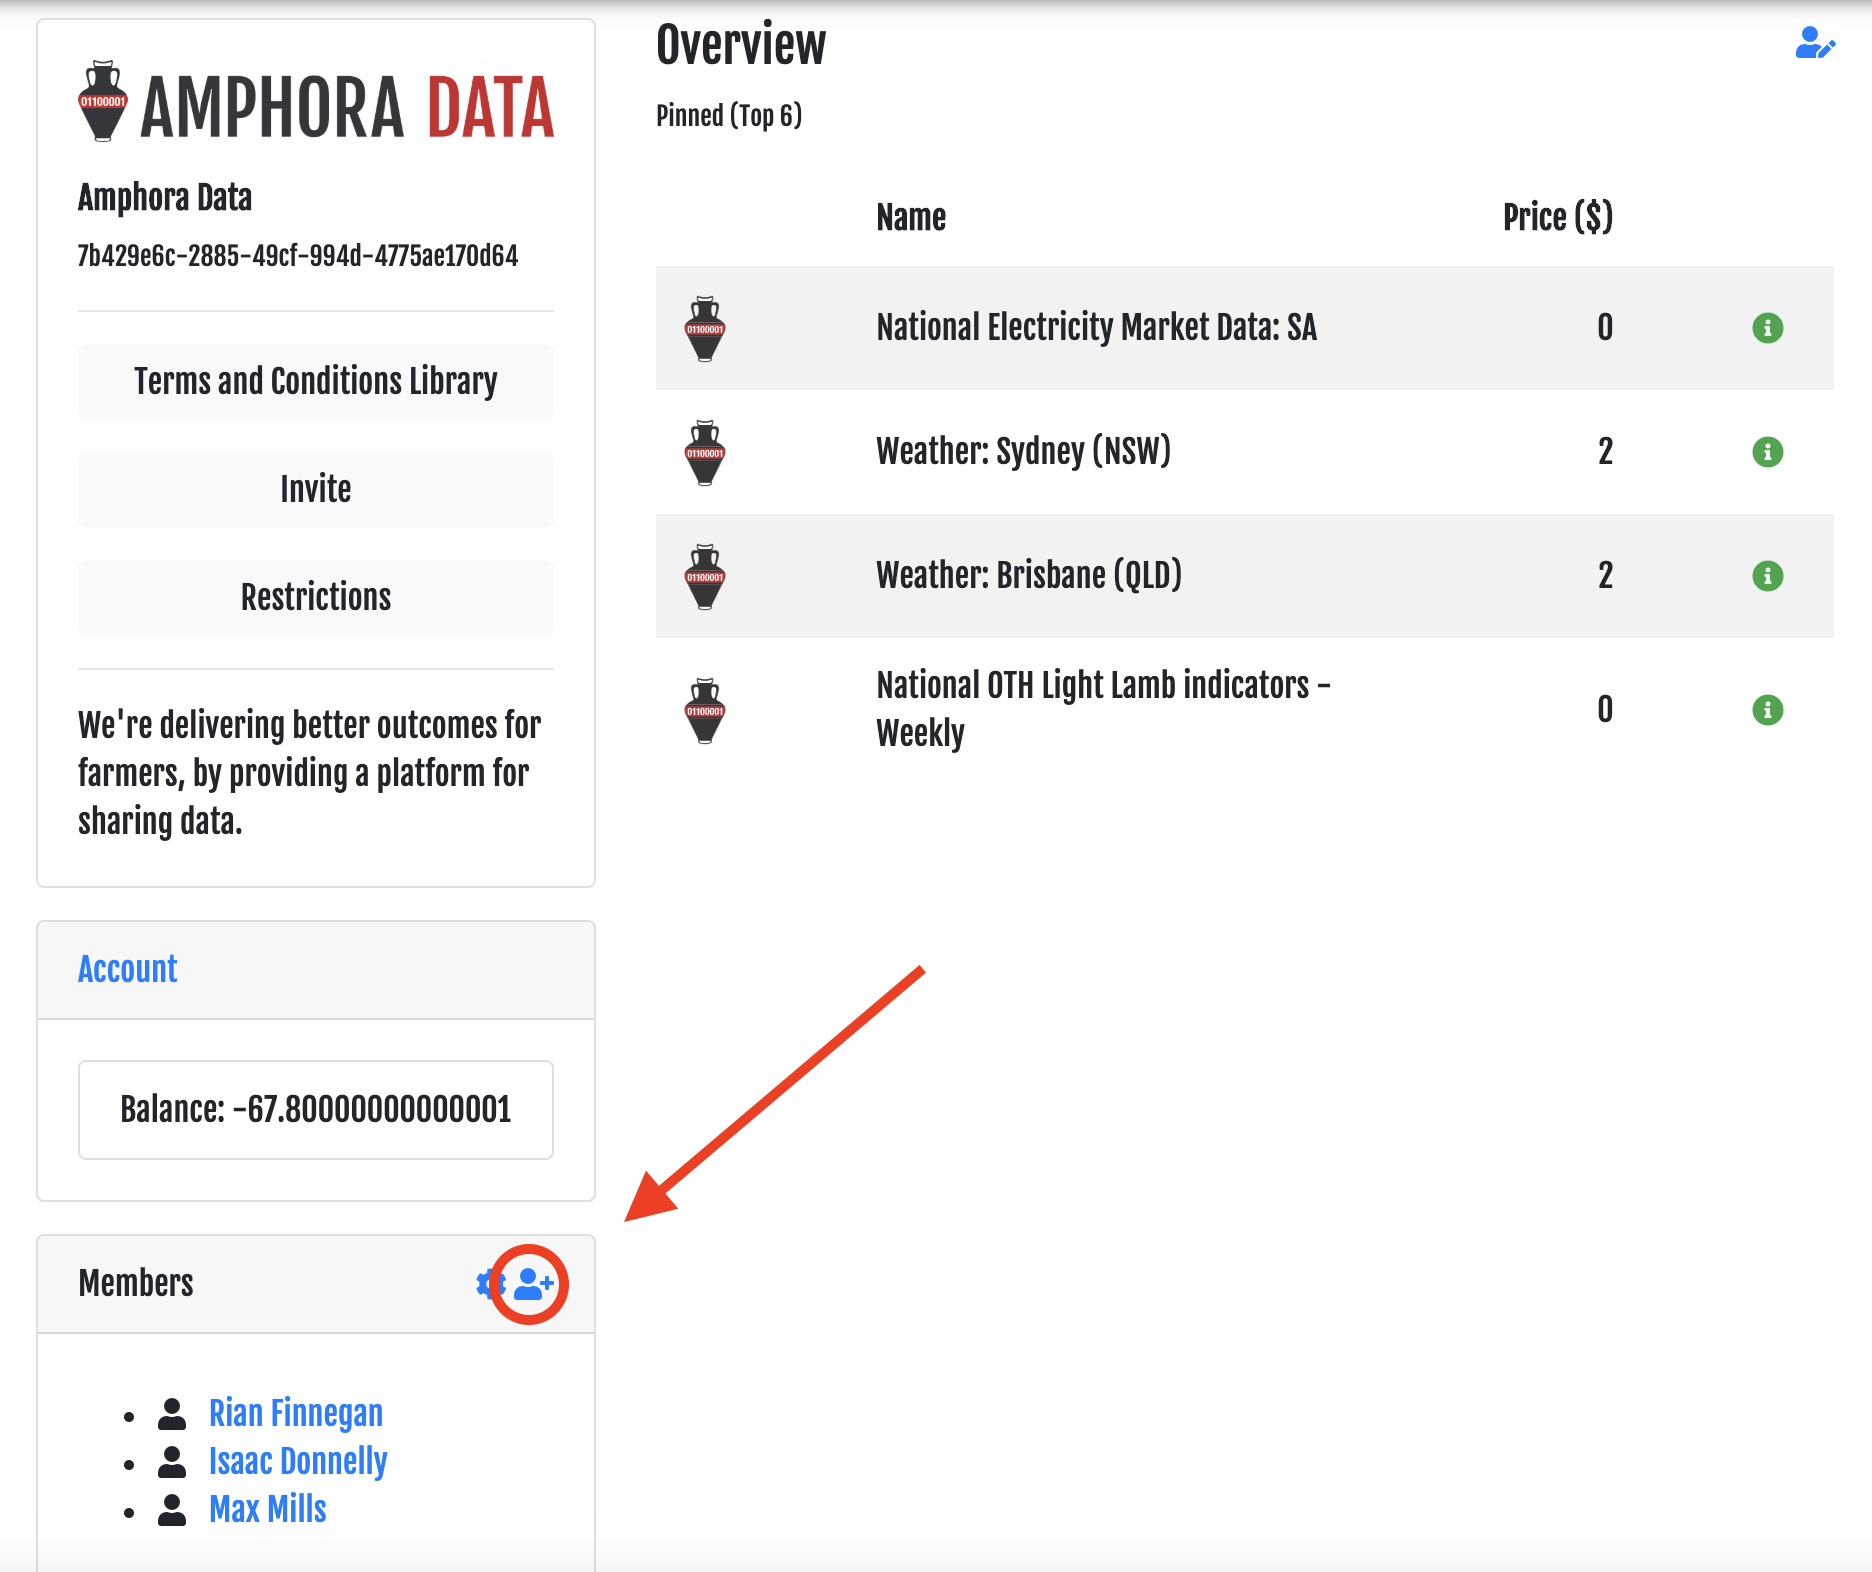 01100001 AMPHORA DATA
Amphora Data
7b429e6c-2885-49cf-994d-4775ae170d64
Terms and Conditions Library
Invite
Restrictions
We're delivering better outcomes for
farmers, by providing a platform for
sharing data.
Account
Balance: -67.80000000000001
Members
Rian Finnegan
Isaac Donnelly
Max Mills
Overview
Pinned (Top 6)
Name Price ($)
01100001 National Electricity Market Data: SA 0
01100001 Weather: Sydney (NSW) 2
01100001 Weather: Brisbane (QLD) 2
01100001 National OTH Light Lamb indicators - 0
Weekly